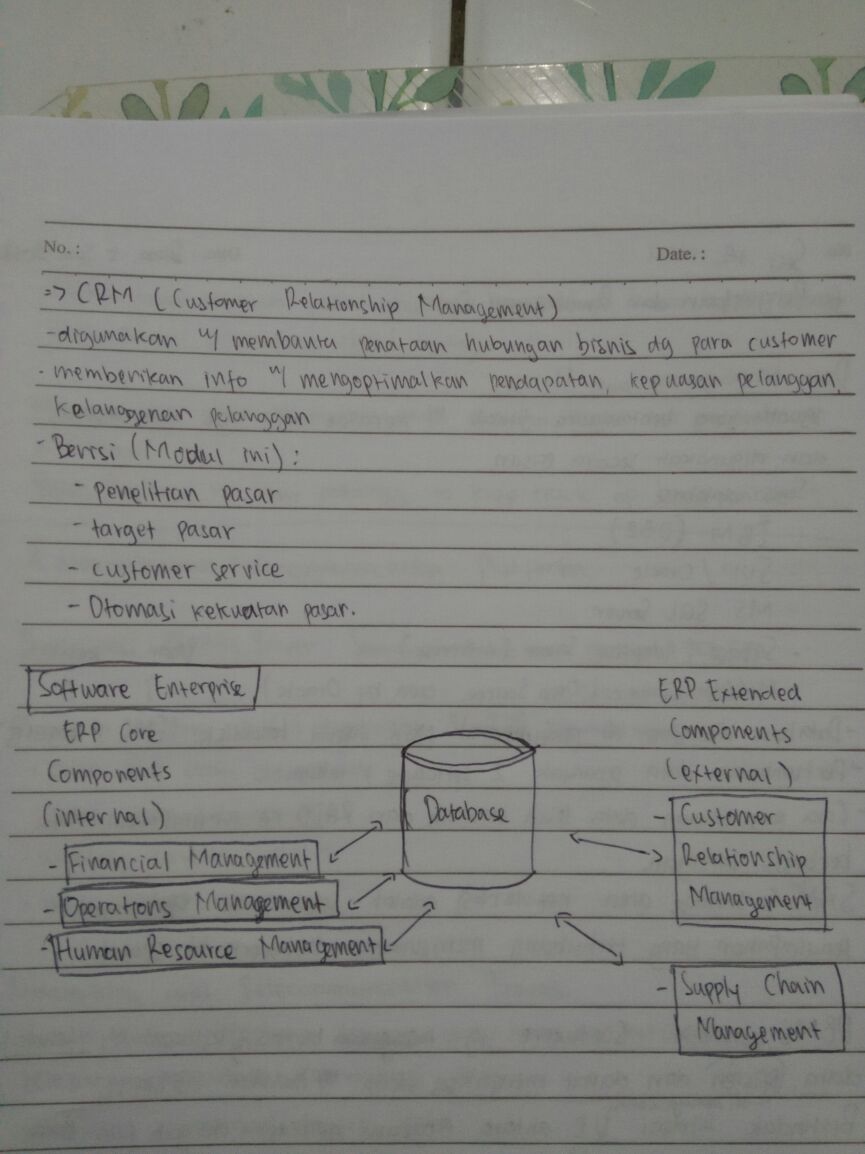 No. :
Date. :
=> CRM (Customer Relationship Management)
- digunakan u/ membantu penataan hubungan bisnis dg para customer
- memberikan info u/ mengoptimalkan pendapatan, kepuasan pelanggan,
kelanggenan pelanggan
- Berisi (Modul ini) :
- penelitian pasar
- target pasar
- customer service
- Otomasi kekuatan pasar.
Software Enterprise
ERP Core
Components
(internal)
- Financial Management
- Operations Management
- Human Resource Management
Database
ERP Extended
Components
(external)
- Customer
Relationship
Management
- Supply Chain
Management